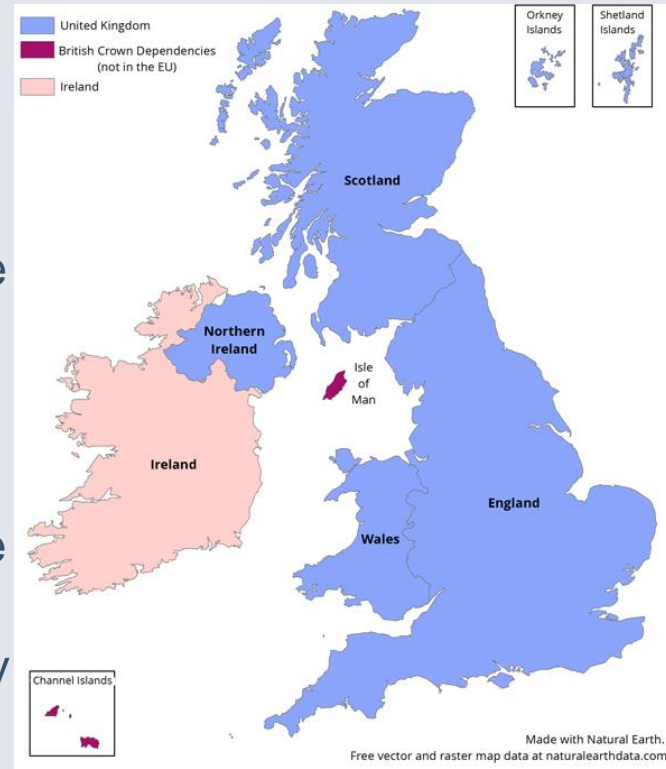 United Kingdom
British Crown Dependencies
(not in the EU)
Ireland
Orkney
Islands
Shetland
Islands
Scotland
Northern
Ireland
Isle
of
Man
Ireland
England
Wales
Channel Islands
Made with Natural Earth.
Free vector and raster map data at naturalearthdata.com